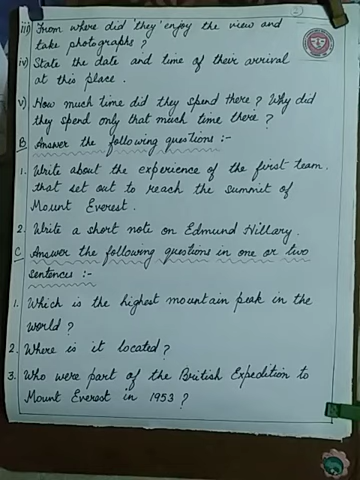 iii) From where did 'they' enjoy the view and
take photographs?
iv) State the date and time of their arrival
at this place.
v) How much time did they spend there? Why did
they spend only that much time there?
B Answer the following questions :-
1. Write about the experience of the first team
that set out to reach the summit of
Mount Everest.
2. Write a short note on Edmund Hillary.
C Answer the following questions in one or two
sentences :-
1. Which is the highest mountain peak in the
world?
2. Where is it located?
3. Who were part of the British Expedition to
Mount Everest in 1953?